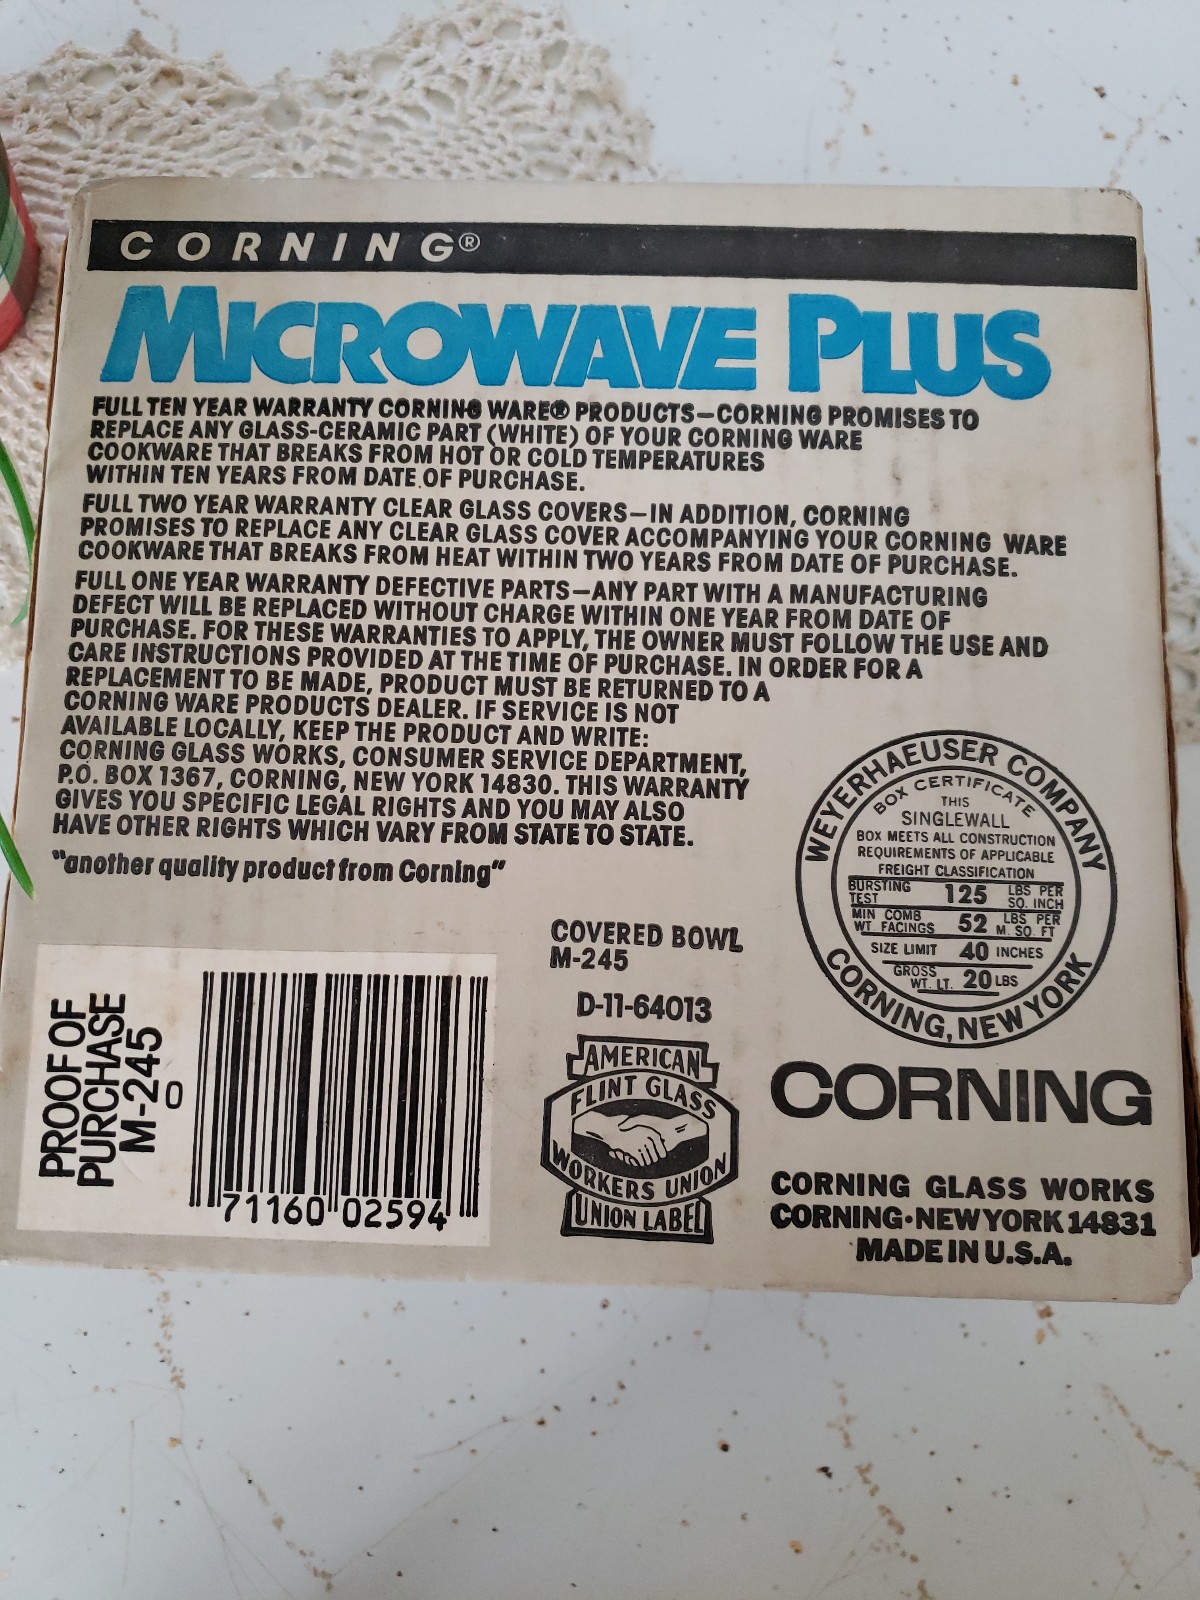 CORNING®
MICROWAVE PLUS
FULL TEN YEAR WARRANTY CORNING WARE® PRODUCTS—CORNING PROMISES TO
REPLACE ANY GLASS-CERAMIC PART (WHITE) OF YOUR CORNING WARE
COOKWARE THAT BREAKS FROM HOT OR COLD TEMPERATURES
WITHIN TEN YEARS FROM DATE OF PURCHASE.
FULL TWO YEAR WARRANTY CLEAR GLASS COVERS—IN ADDITION, CORNING
PROMISES TO REPLACE ANY CLEAR GLASS COVER ACCOMPANYING YOUR CORNING WARE
COOKWARE THAT BREAKS FROM HEAT WITHIN TWO YEARS FROM DATE OF PURCHASE.
FULL ONE YEAR WARRANTY DEFECTIVE PARTS—ANY PART WITH A MANUFACTURING
DEFECT WILL BE REPLACED WITHOUT CHARGE WITHIN ONE YEAR FROM DATE OF
PURCHASE. FOR THESE WARRANTIES TO APPLY, THE OWNER MUST FOLLOW THE USE AND
CARE INSTRUCTIONS PROVIDED AT THE TIME OF PURCHASE. IN ORDER FOR A
REPLACEMENT TO BE MADE, PRODUCT MUST BE RETURNED TO A
CORNING WARE PRODUCTS DEALER. IF SERVICE IS NOT
AVAILABLE LOCALLY, KEEP THE PRODUCT AND WRITE:
CORNING GLASS WORKS, CONSUMER SERVICE DEPARTMENT,
P.O. BOX 1367, CORNING, NEW YORK 14830. THIS WARRANTY
GIVES YOU SPECIFIC LEGAL RIGHTS AND YOU MAY ALSO
HAVE OTHER RIGHTS WHICH VARY FROM STATE TO STATE.
"another quality product from Corning"
WEYERHAEUSER COMPANY
BOX CERTIFICATE
THIS
SINGLEWALL
BOX MEETS ALL CONSTRUCTION
REQUIREMENTS OF APPLICABLE
FREIGHT CLASSIFICATION
BURSTING TEST 125 LBS PER SQ. INCH
MIN COMB WT. FACINGS 52 LBS PER M. SQ. FT
SIZE LIMIT 40 INCHES
GROSS WT. LT. 20 LBS
CORNING, NEW YORK
COVERED BOWL
M-245
D-11-64013
AMERICAN
FLINT GLASS
WORKERS UNION
UNION LABEL
PROOF OF
PURCHASE
M-245
0
71160 02594
CORNING
CORNING GLASS WORKS
CORNING•NEW YORK 14831
MADE IN U.S.A.